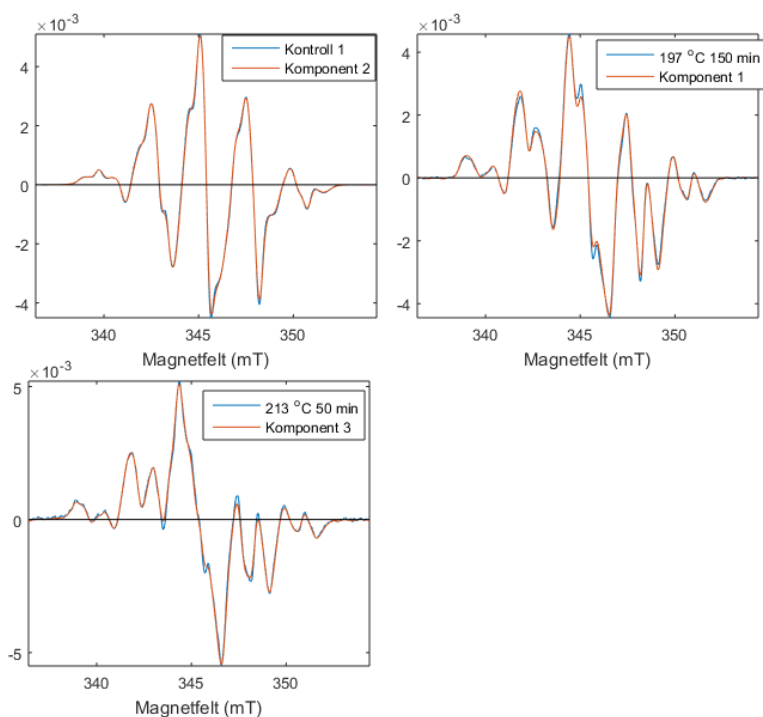 ×10⁻³
4
2
0
-2
-4
340
345
350
Magnetfelt (mT)
Kontroll 1
Komponent 2
×10⁻³
4
2
0
-2
-4
340
345
350
Magnetfelt (mT)
197 °C 150 min
Komponent 1
×10⁻³
5
0
-5
340
345
350
Magnetfelt (mT)
213 °C 50 min
Komponent 3